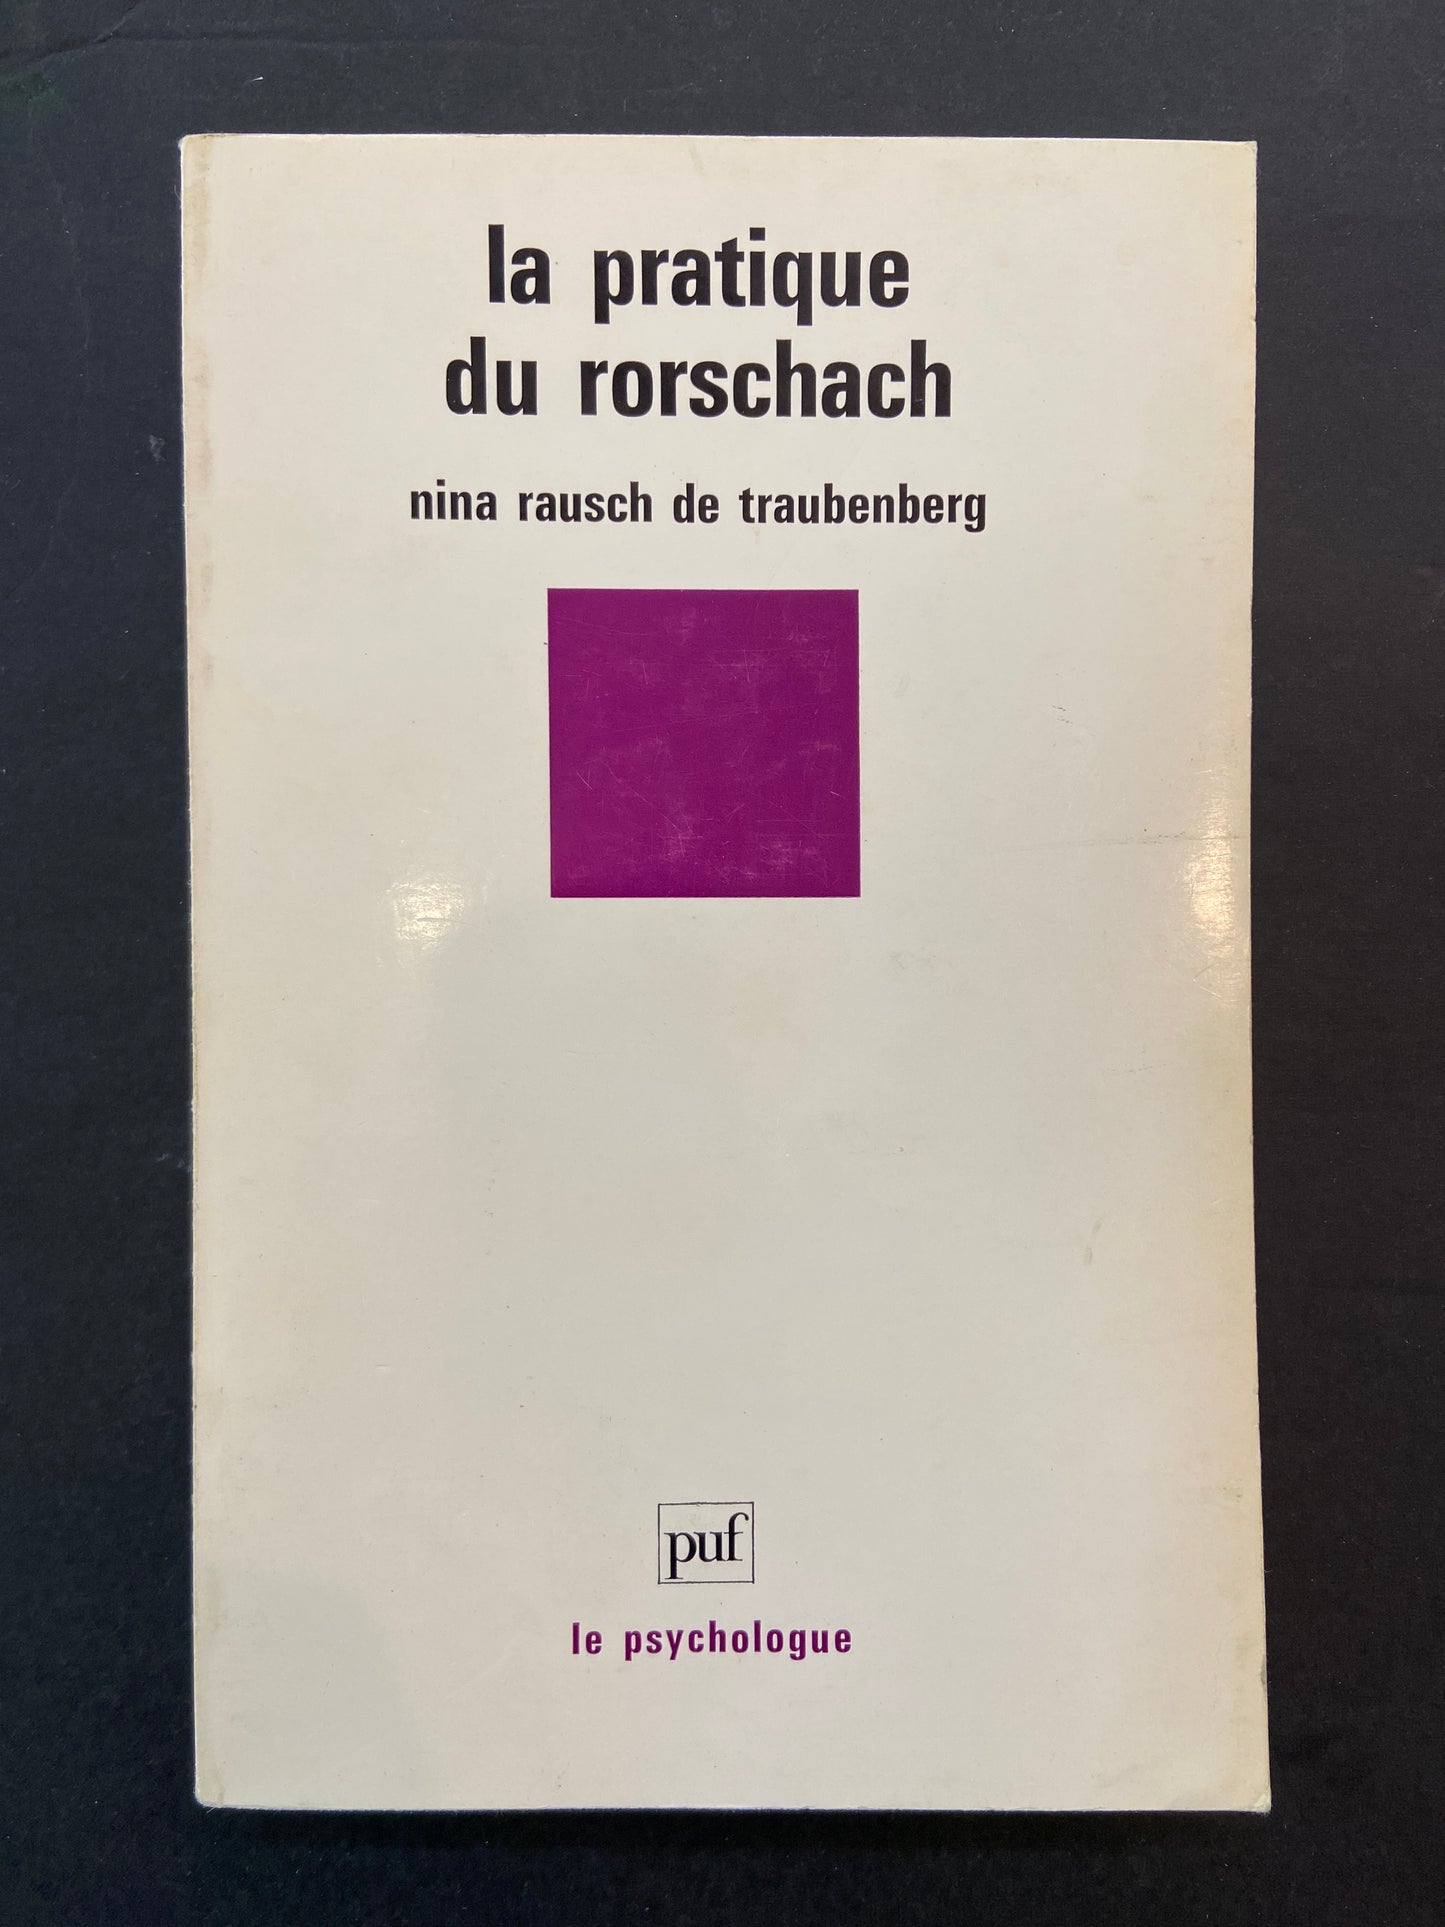 la pratique
du rorschach
nina rausch de traubenberg
puf
le psychologue